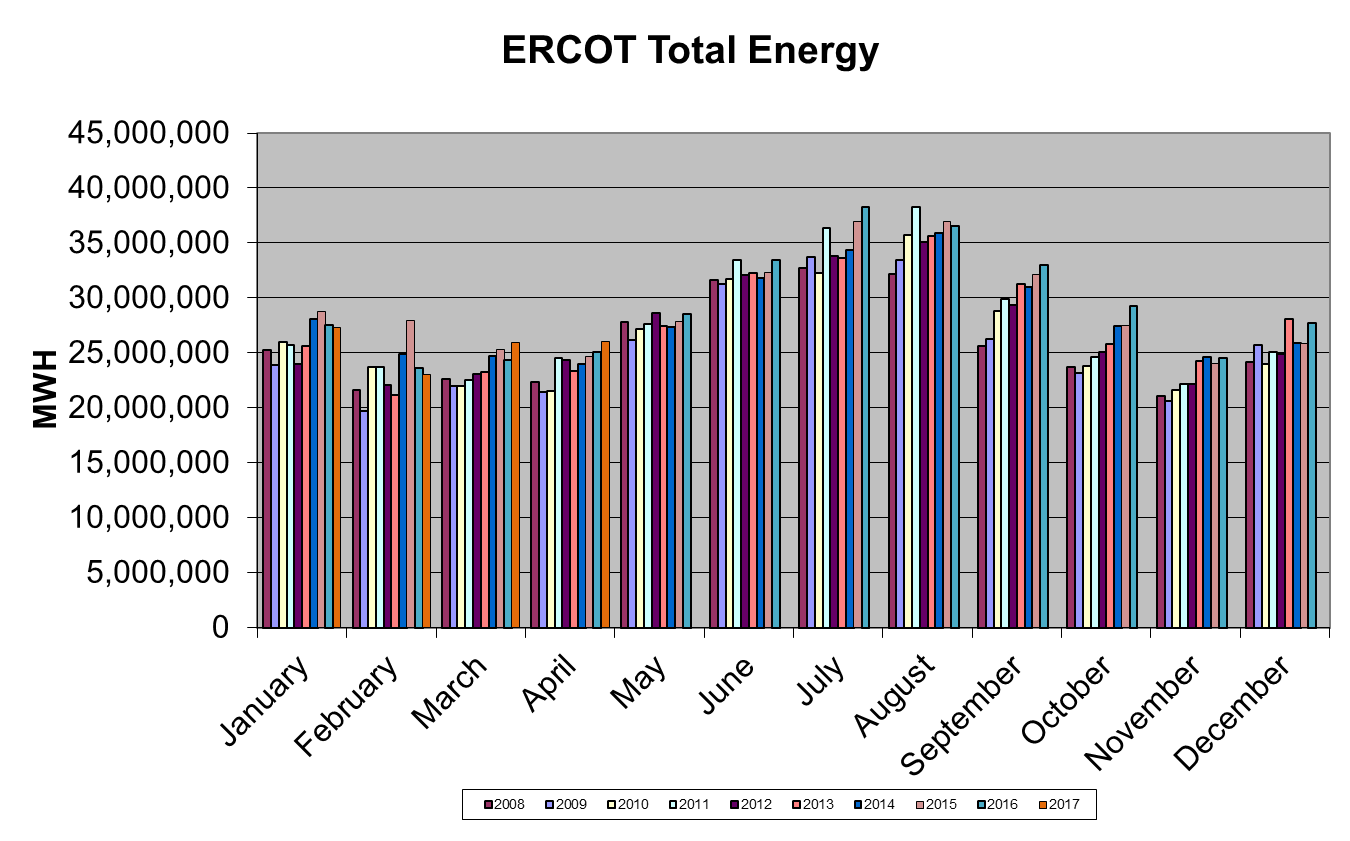 ERCOT Total Energy
45,000,000
40,000,000
35,000,000
30,000,000
25,000,000
20,000,000
15,000,000
10,000,000
5,000,000
0
MWH
January
February
March
April
May
June
July
August
September
October
November
December
2008 2009 2010 2011 2012 2013 2014 2015 2016 2017